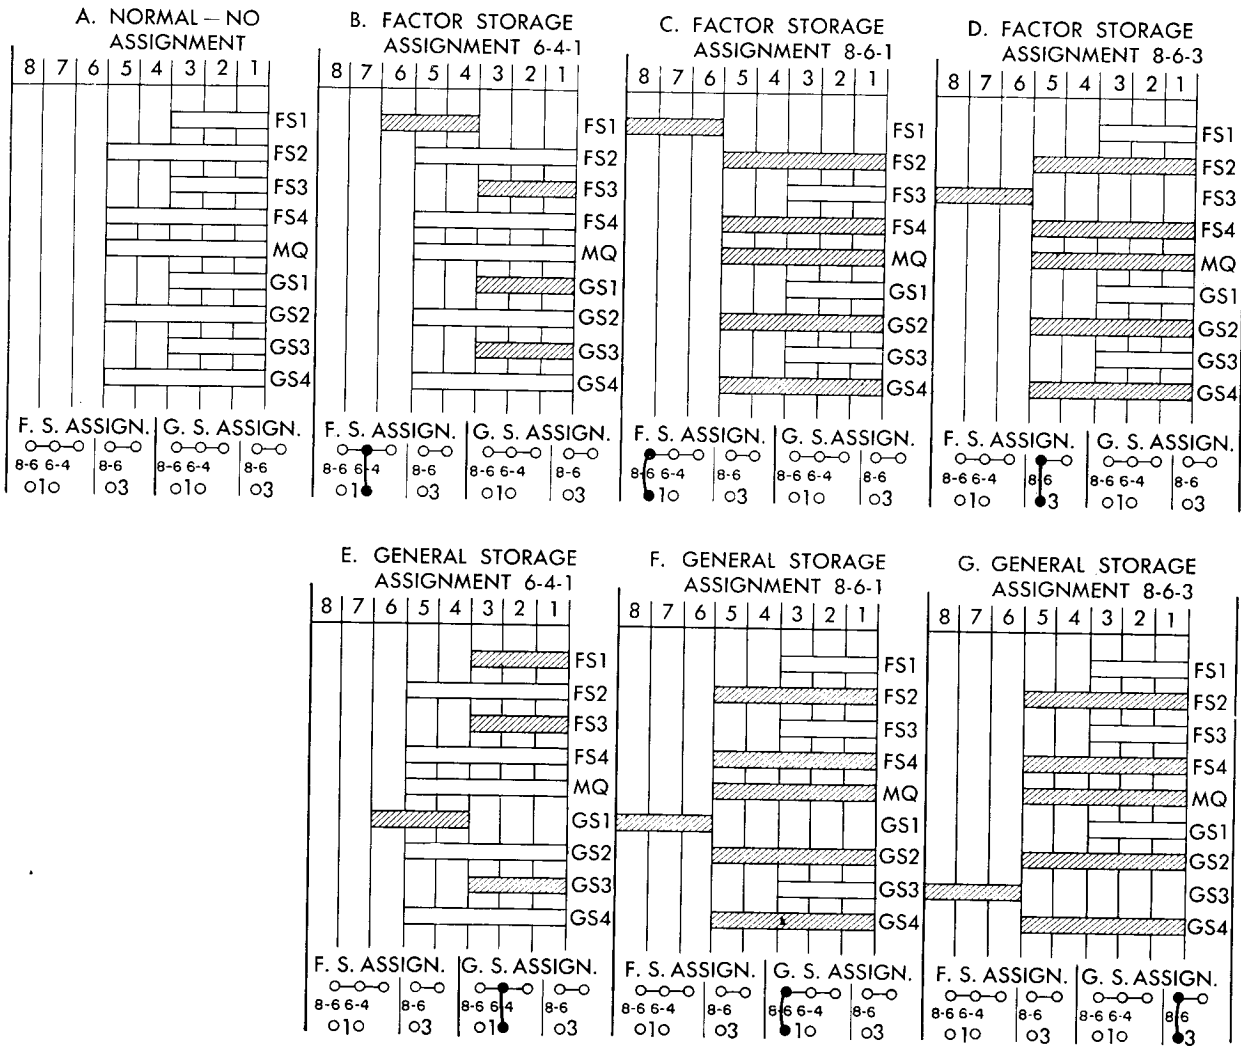 A. NORMAL – NO
ASSIGNMENT
8 7 6 5 4 3 2 1
FS1
FS2
FS3
FS4
MQ
GS1
GS2
GS3
GS4
F. S. ASSIGN. G. S. ASSIGN.
8-6 6-4 8-6 8-6 6-4 8-6
1 3 1 3
B. FACTOR STORAGE
ASSIGNMENT 6-4-1
8 7 6 5 4 3 2 1
FS1
FS2
FS3
FS4
MQ
GS1
GS2
GS3
GS4
F. S. ASSIGN. G. S. ASSIGN.
8-6 6-4 8-6 8-6 6-4 8-6
1 3 1 3
C. FACTOR STORAGE
ASSIGNMENT 8-6-1
8 7 6 5 4 3 2 1
FS1
FS2
FS3
FS4
MQ
GS1
GS2
GS3
GS4
F. S. ASSIGN. G. S. ASSIGN.
8-6 6-4 8-6 8-6 6-4 8-6
1 3 1 3
D. FACTOR STORAGE
ASSIGNMENT 8-6-3
8 7 6 5 4 3 2 1
FS1
FS2
FS3
FS4
MQ
GS1
GS2
GS3
GS4
F. S. ASSIGN. G. S. ASSIGN.
8-6 6-4 8-6 8-6 6-4 8-6
1 3 1 3
E. GENERAL STORAGE
ASSIGNMENT 6-4-1
8 7 6 5 4 3 2 1
FS1
FS2
FS3
FS4
MQ
GS1
GS2
GS3
GS4
F. S. ASSIGN. G. S. ASSIGN.
8-6 6-4 8-6 8-6 6-4 8-6
1 3 1 3
F. GENERAL STORAGE
ASSIGNMENT 8-6-1
8 7 6 5 4 3 2 1
FS1
FS2
FS3
FS4
MQ
GS1
GS2
GS3
GS4
F. S. ASSIGN. G. S. ASSIGN.
8-6 6-4 8-6 8-6 6-4 8-6
1 3 1 3
G. GENERAL STORAGE
ASSIGNMENT 8-6-3
8 7 6 5 4 3 2 1
FS1
FS2
FS3
FS4
MQ
GS1
GS2
GS3
GS4
F. S. ASSIGN. G. S. ASSIGN.
8-6 6-4 8-6 8-6 6-4 8-6
1 3 1 3